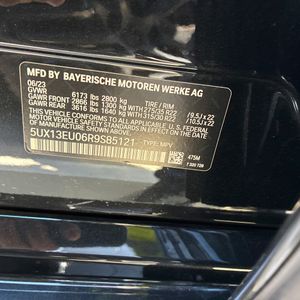 MFD BY BAYERISCHE MOTOREN WERKE AG
06/23
GVWR 6173 lbs 2800 kg TIRE / RIM
GAWR FRONT 2866 lbs 1300 kg 275/35 R22 / 9.5J x 22
GAWR REAR 3616 lbs 1640 kg 315/30 R22 / 10.5J x 22
THIS VEHICLE CONFORMS TO ALL APPLICABLE
FEDERAL MOTOR VEHICLE SAFETY STANDARDS
IN EFFECT ON THE DATE OF MANUFACTURE
SHOWN ABOVE.
5UX13EU06R9S85121 - TYPE: MPV
475M